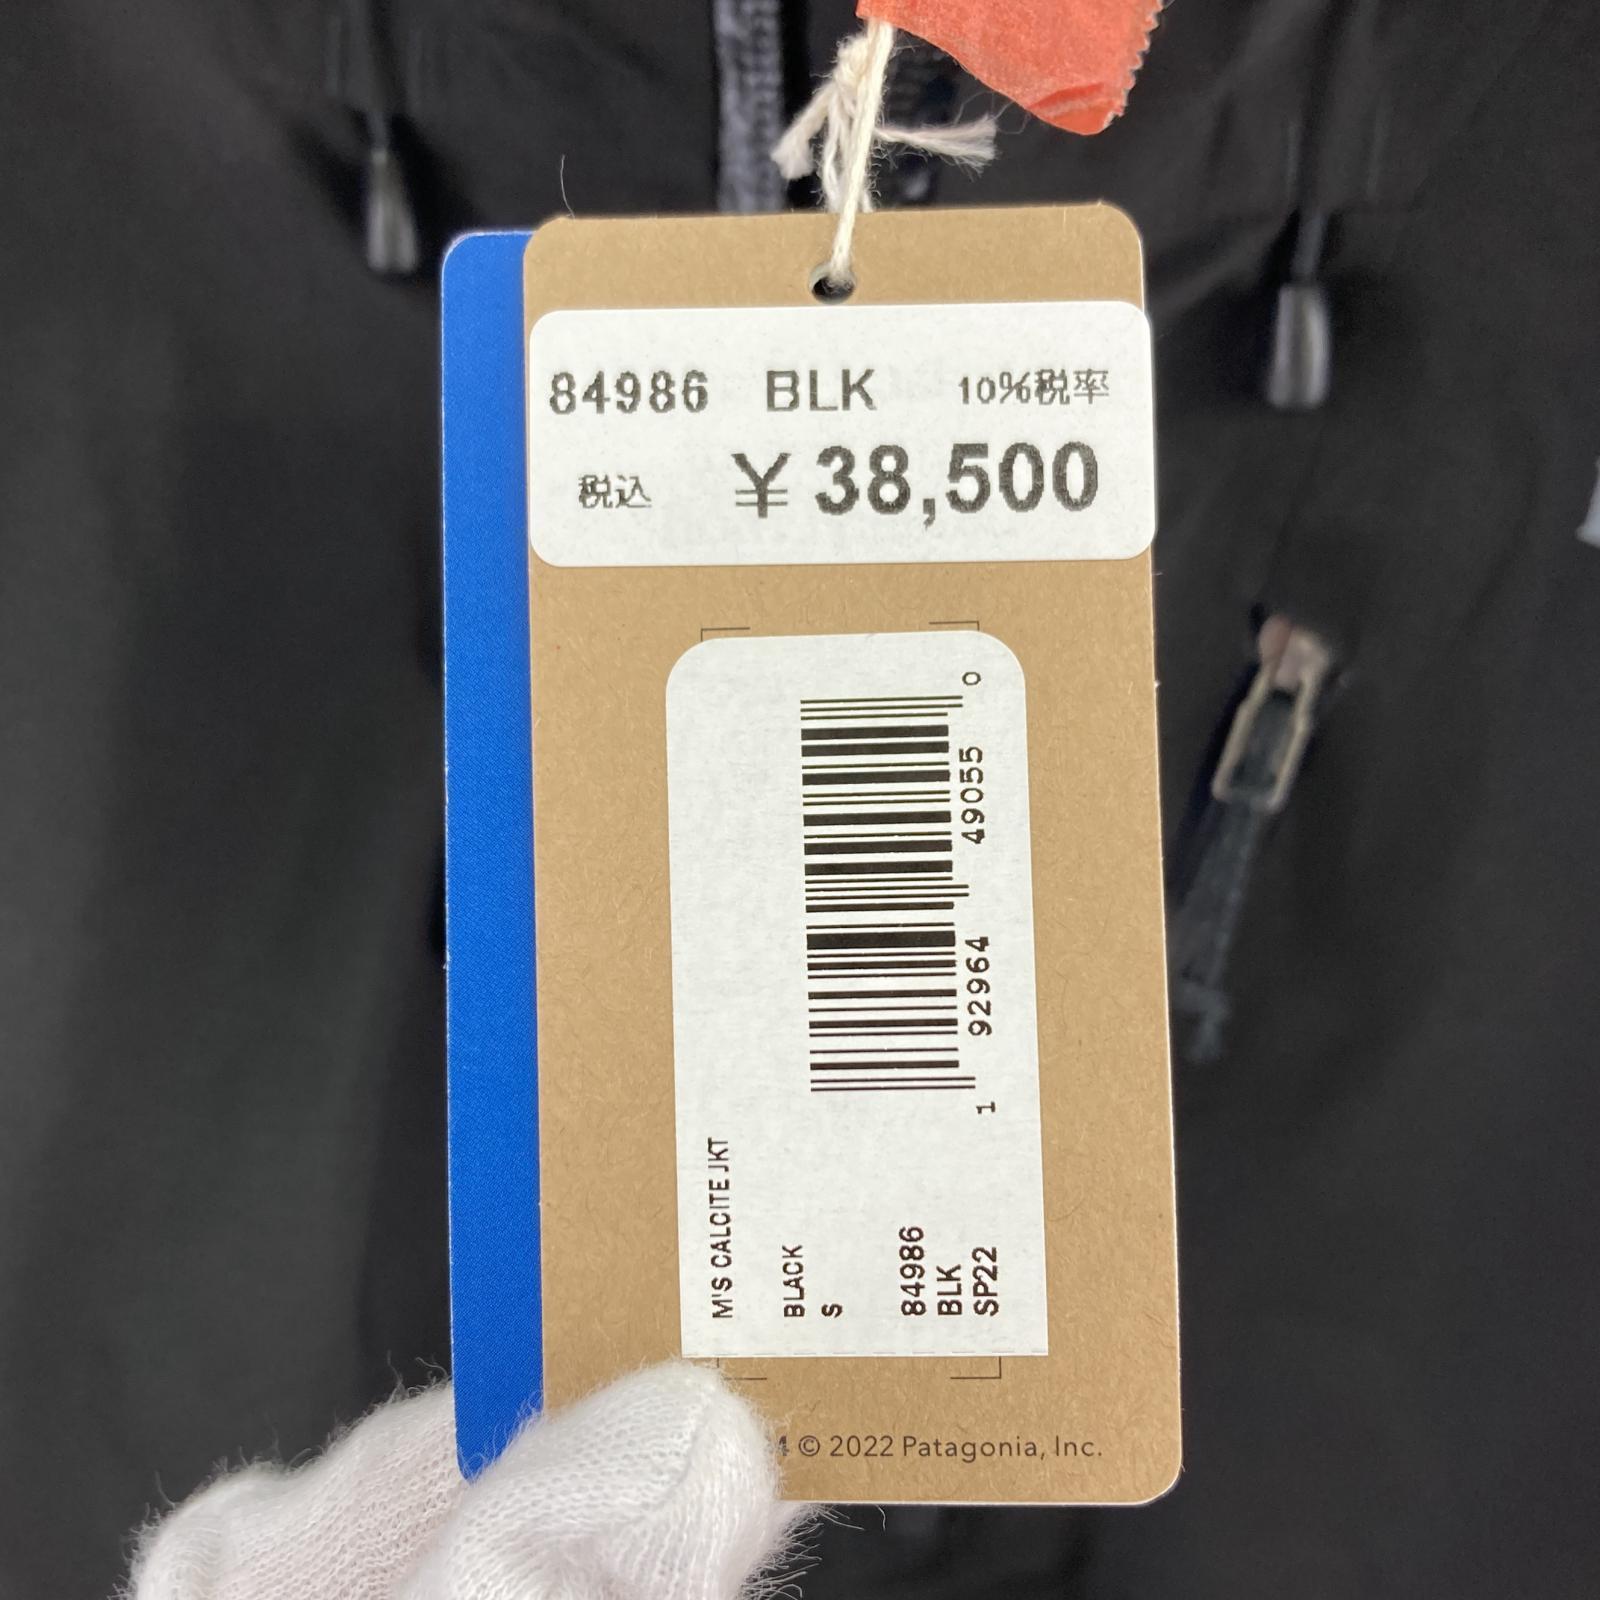 84986 BLK 10%税率
税込 ¥38,500
1 92964 49055 0
M'S CALCITE JKT
BLACK
S
84986
BLK
SP22
4 © 2022 Patagonia, Inc.